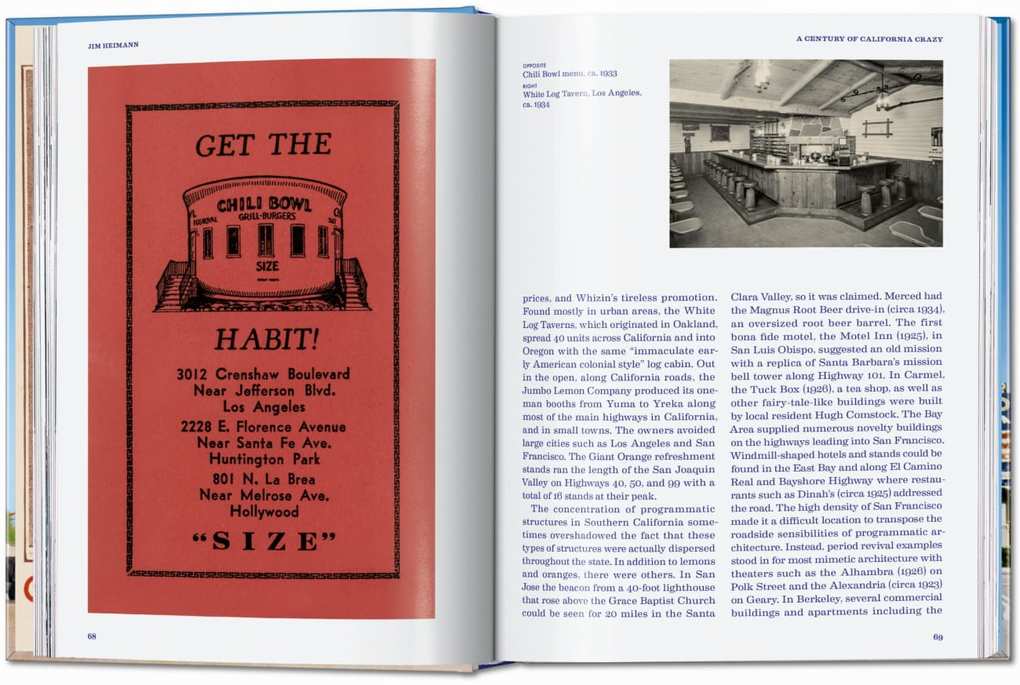 JIM HEIMANN
GET THE
CHILI BOWL
GRILL-BURGERS
SIZE
HABIT!
3012 Crenshaw Boulevard
Near Jefferson Blvd.
Los Angeles
2228 E. Florence Avenue
Near Santa Fe Ave.
Huntington Park
801 N. La Brea
Near Melrose Ave.
Hollywood
"SIZE"
68
A CENTURY OF CALIFORNIA CRAZY
OPPOSITE
Chili Bowl menu, ca. 1933
RIGHT
White Log Tavern, Los Angeles,
ca. 1934
prices, and Whizin's tireless promotion.
Found mostly in urban areas, the White
Log Taverns, which originated in Oakland,
spread 40 units across California and into
Oregon with the same "immaculate ear-
ly American colonial style" log cabin. Out
in the open, along California roads, the
Jumbo Lemon Company produced its one-
man booths from Yuma to Yreka along
most of the main highways in California,
and in small towns. The owners avoided
large cities such as Los Angeles and San
Francisco. The Giant Orange refreshment
stands ran the length of the San Joaquin
Valley on Highways 40, 50, and 99 with a
total of 16 stands at their peak.
The concentration of programmatic
structures in Southern California some-
times overshadowed the fact that these
types of structures were actually dispersed
throughout the state. In addition to lemons
and oranges, there were others. In San
Jose the beacon from a 40-foot lighthouse
that rose above the Grace Baptist Church
could be seen for 20 miles in the Santa
Clara Valley, so it was claimed. Merced had
the Magnus Root Beer drive-in (circa 1934),
an oversized root beer barrel. The first
bona fide motel, the Motel Inn (1925), in
San Luis Obispo, suggested an old mission
with a replica of Santa Barbara's mission
bell tower along Highway 101. In Carmel,
the Tuck Box (1926), a tea shop, as well as
other fairy-tale-like buildings were built
by local resident Hugh Comstock. The Bay
Area supplied numerous novelty buildings
on the highways leading into San Francisco.
Windmill-shaped hotels and stands could be
found in the East Bay and along El Camino
Real and Bayshore Highway where restau-
rants such as Dinah's (circa 1925) addressed
the road. The high density of San Francisco
made it a difficult location to transpose the
roadside sensibilities of programmatic ar-
chitecture. Instead, period revival examples
stood in for most mimetic architecture with
theaters such as the Alhambra (1926) on
Polk Street and the Alexandria (circa 1923)
on Geary. In Berkeley, several commercial
buildings and apartments including the
69